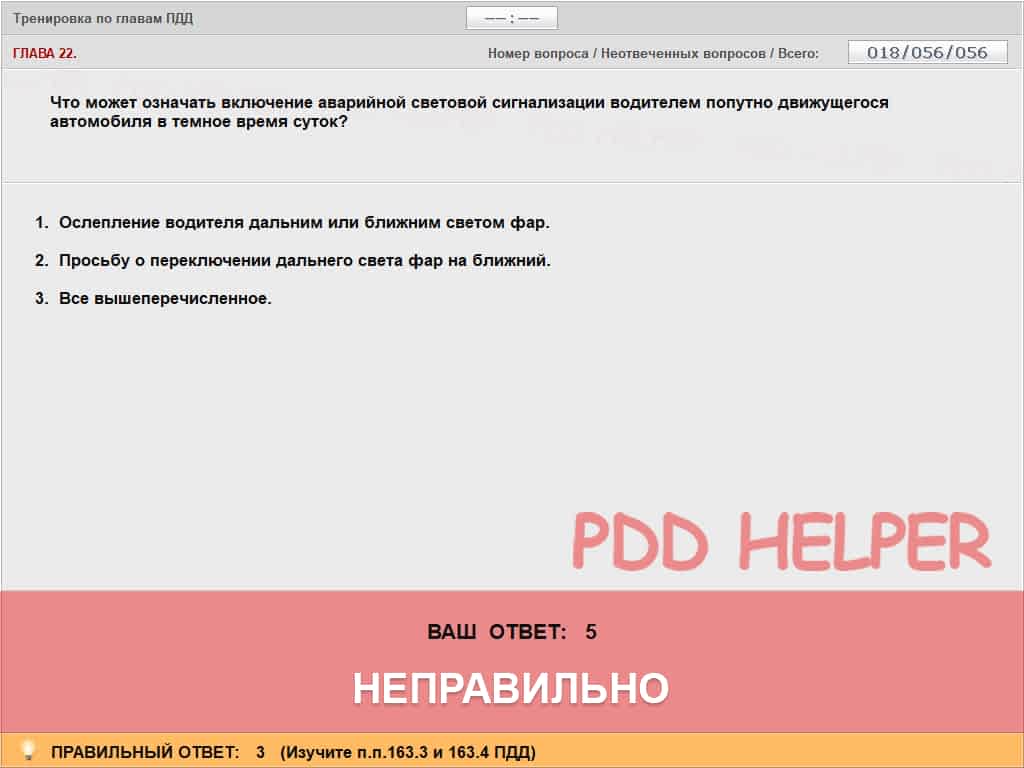 Тренировка по главам ПДД
−− : −−
ГЛАВА 22.
Номер вопроса / Неотвеченных вопросов / Всего: 018/056/056
Что может означать включение аварийной световой сигнализации водителем попутно движущегося
автомобиля в темное время суток?
1. Ослепление водителя дальним или ближним светом фар.
2. Просьбу о переключении дальнего света фар на ближний.
3. Все вышеперечисленное.
PDD HELPER
ВАШ ОТВЕТ: 5
НЕПРАВИЛЬНО
ПРАВИЛЬНЫЙ ОТВЕТ: 3 (Изучите п.п.163.3 и 163.4 ПДД)